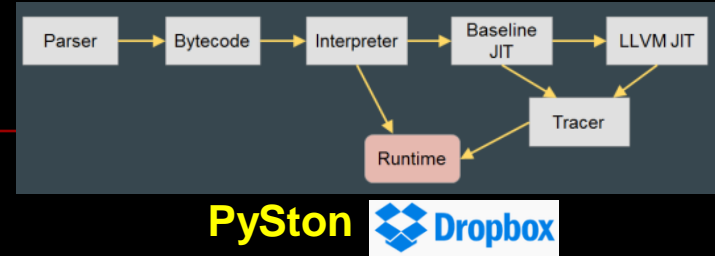 Parser
Bytecode
Interpreter
Baseline
JIT
LLVM JIT
Tracer
Runtime
PySton
Dropbox